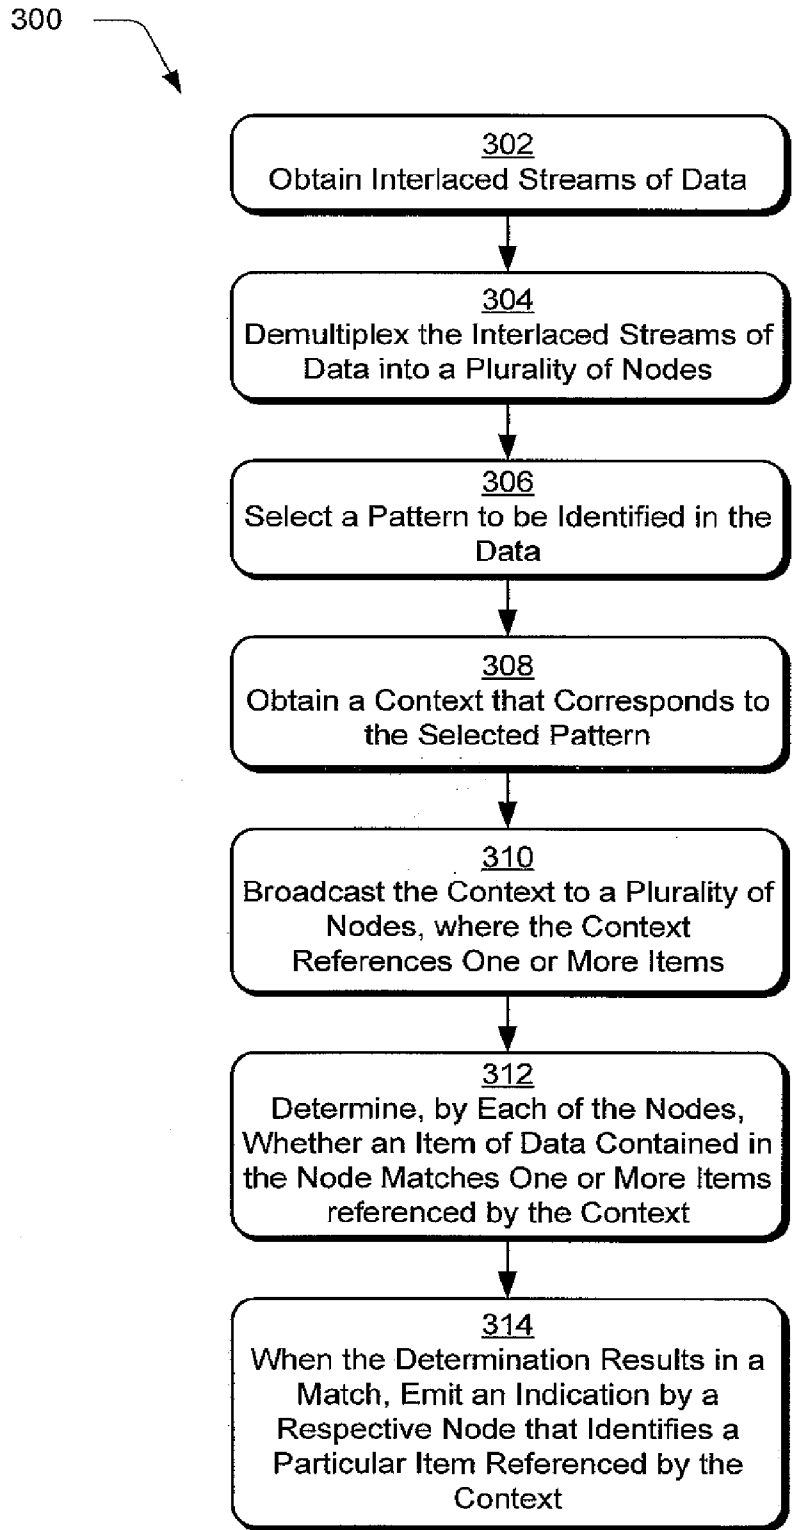 300
302
Obtain Interlaced Streams of Data
304
Demultiplex the Interlaced Streams of
Data into a Plurality of Nodes
306
Select a Pattern to be Identified in the
Data
308
Obtain a Context that Corresponds to
the Selected Pattern
310
Broadcast the Context to a Plurality of
Nodes, where the Context
References One or More Items
312
Determine, by Each of the Nodes,
Whether an Item of Data Contained in
the Node Matches One or More Items
referenced by the Context
314
When the Determination Results in a
Match, Emit an Indication by a
Respective Node that Identifies a
Particular Item Referenced by the
Context